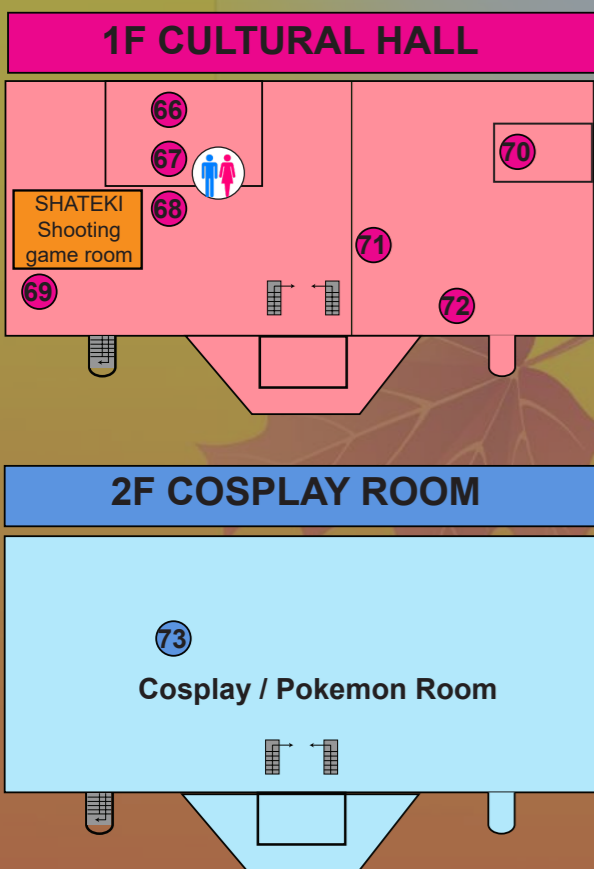 1F CULTURAL HALL
66
67
70
68
SHATEKI
Shooting
game room
71
69
72
2F COSPLAY ROOM
73
Cosplay / Pokemon Room